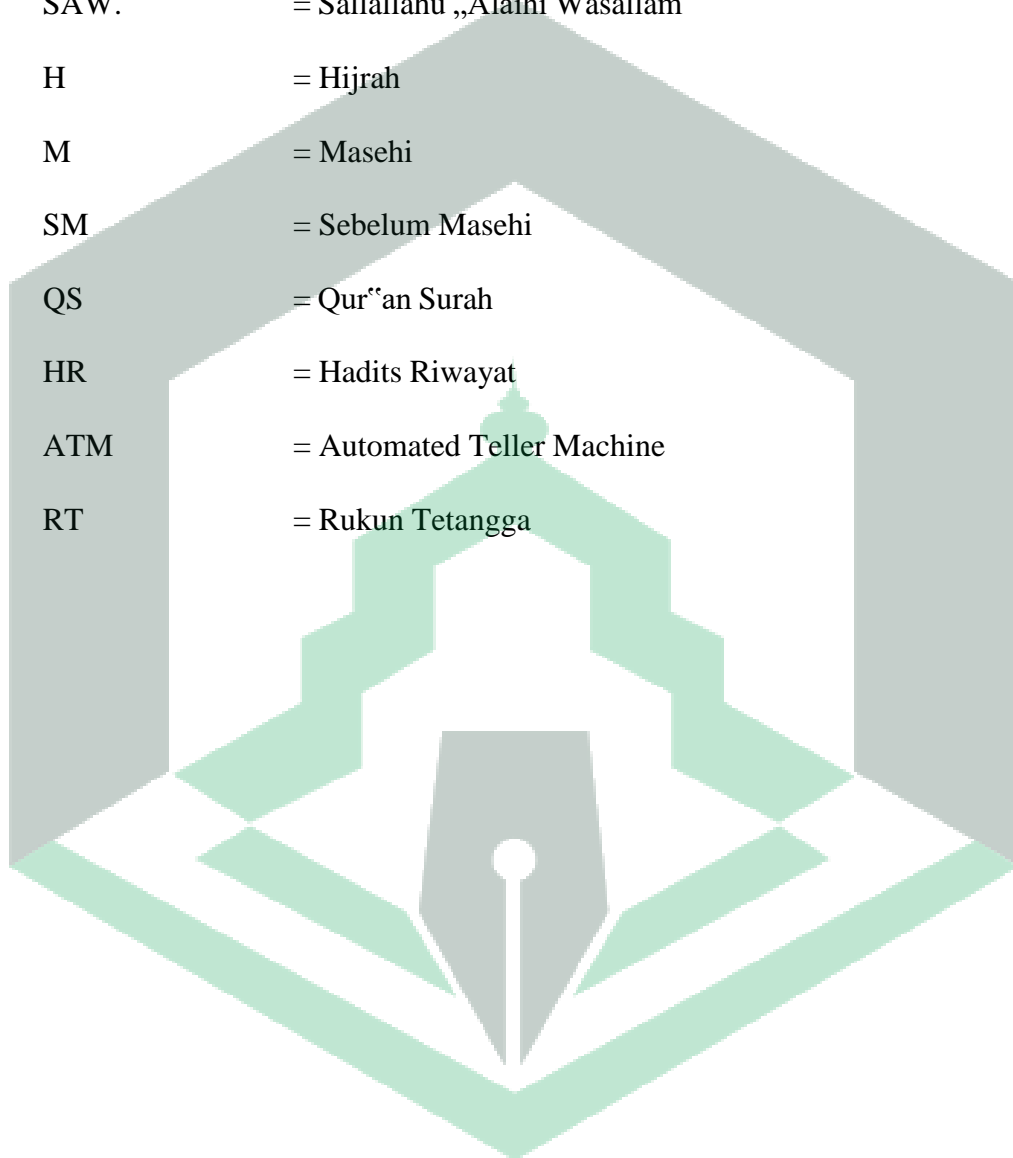 SAW. = Sallallahu „Alaihi Wasallam
H = Hijrah
M = Masehi
SM = Sebelum Masehi
QS = Qur‟an Surah
HR = Hadits Riwayat
ATM = Automated Teller Machine
RT = Rukun Tetangga